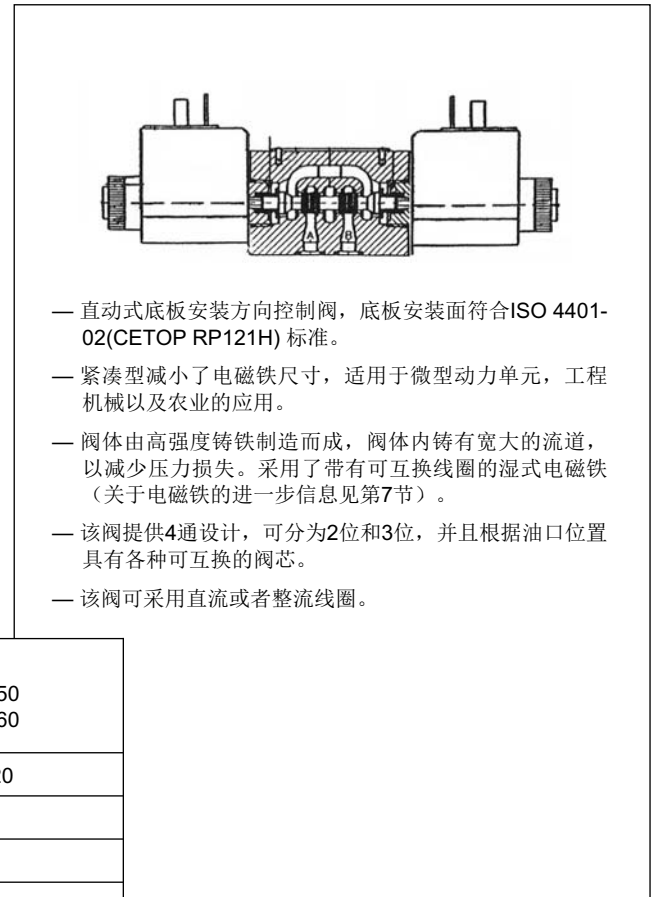 A B
— 直动式底板安装方向控制阀，底板安装面符合ISO 4401-
02(CETOP RP121H) 标准。
— 紧凑型减小了电磁铁尺寸，适用于微型动力单元，工程
机械以及农业的应用。
— 阀体由高强度铸铁制造而成，阀体内铸有宽大的流道，
以减少压力损失。采用了带有可互换线圈的湿式电磁铁
（关于电磁铁的进一步信息见第7节）。
— 该阀提供4通设计，可分为2位和3位，并且根据油口位置
具有各种可互换的阀芯。
— 该阀可采用直流或者整流线圈。
50
60